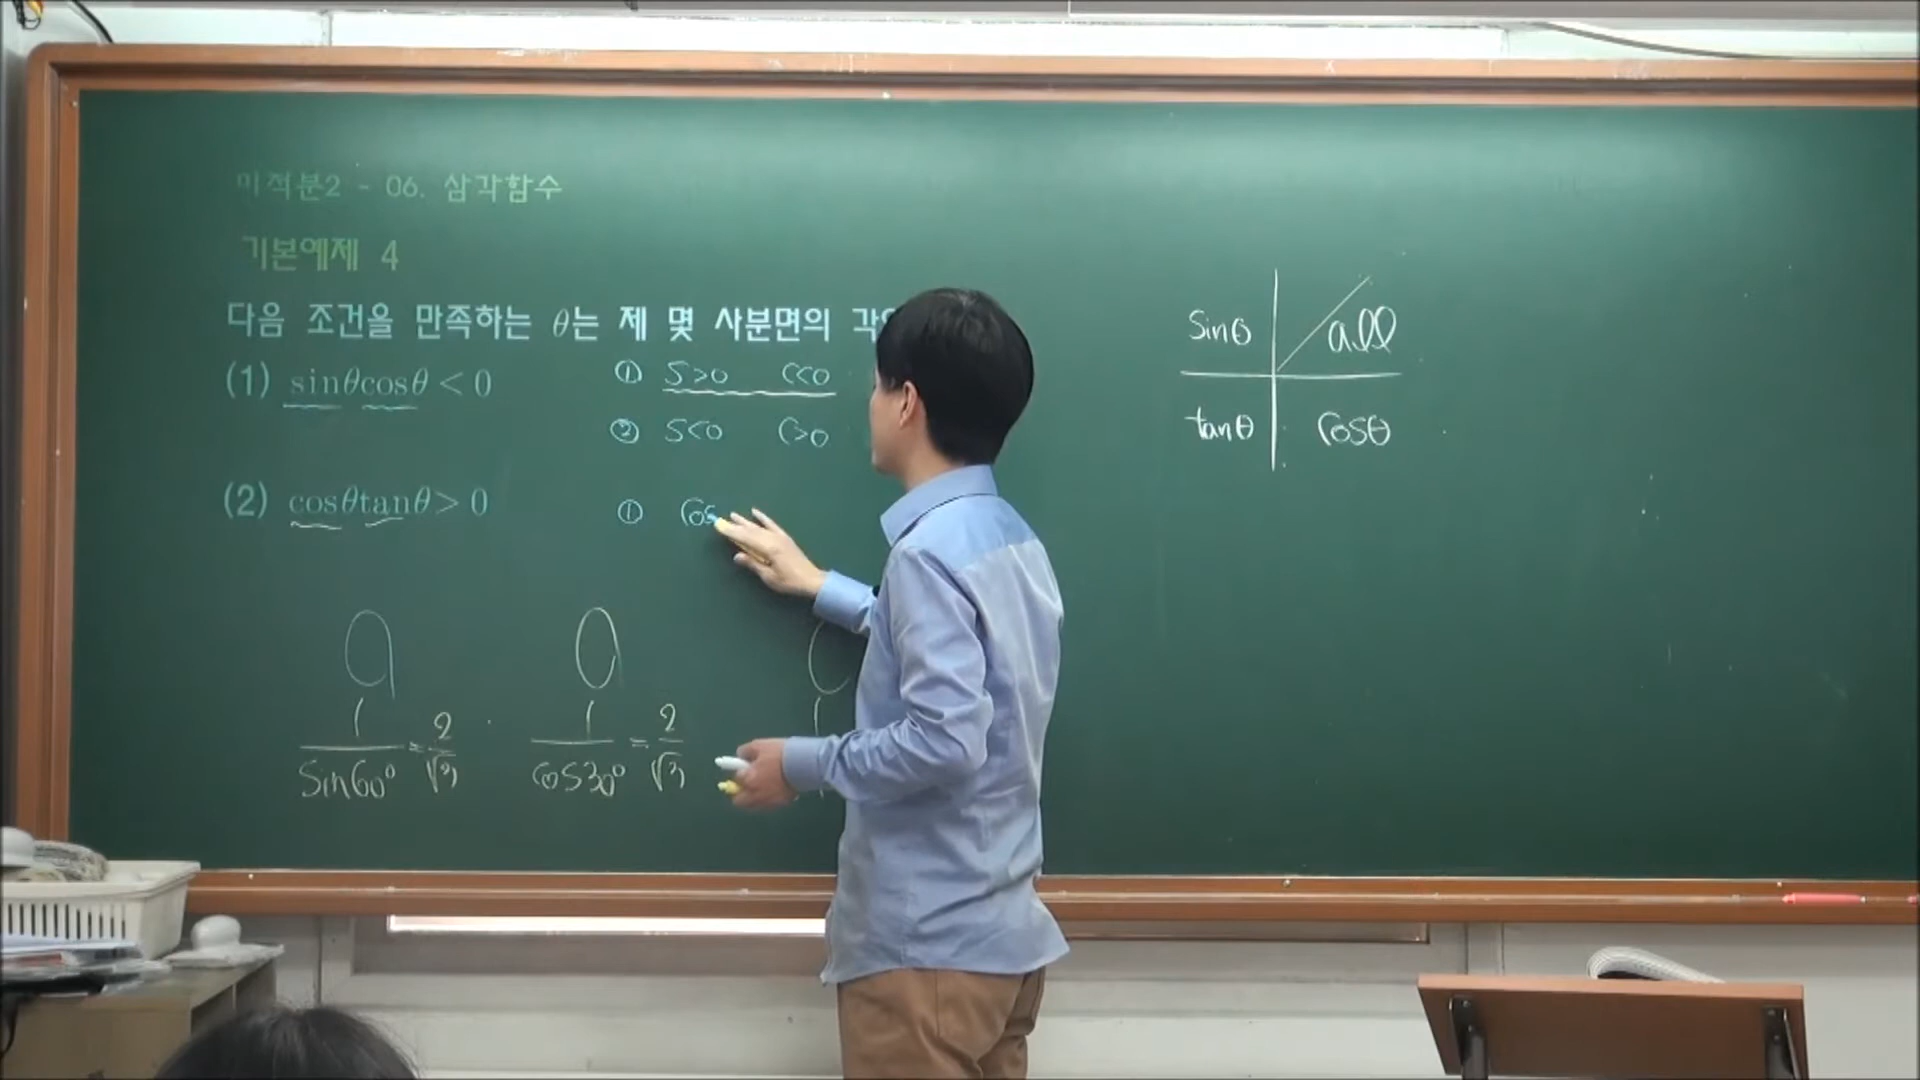 미적분2 - 06. 삼각함수
기본예제 4
다음 조건을 만족하는 θ는 제 몇 사분면의
(1) sinθcosθ < 0
① S>0 C<0
② S<0 C>0
(2) cosθtanθ > 0
① Cos
1/sin60° = 2/√3
1/cos30° = 2/√3
sinθ all
tanθ cosθ